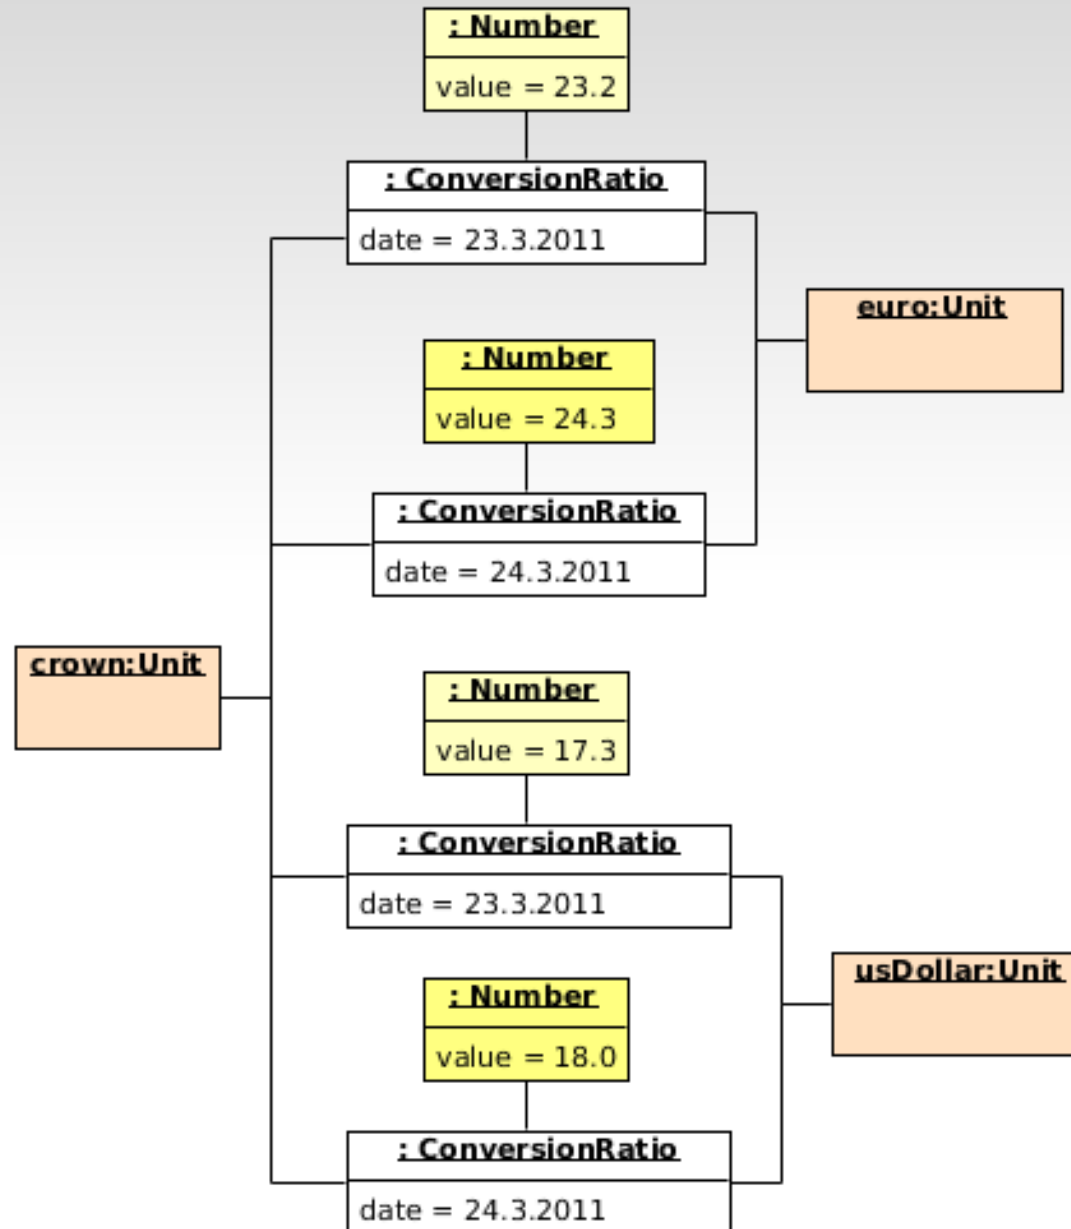 : Number
value = 23.2
: ConversionRatio
date = 23.3.2011
euro:Unit
: Number
value = 24.3
: ConversionRatio
date = 24.3.2011
crown:Unit
: Number
value = 17.3
: ConversionRatio
date = 23.3.2011
usDollar:Unit
: Number
value = 18.0
: ConversionRatio
date = 24.3.2011